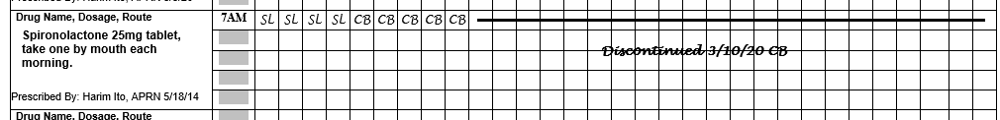 Drug Name, Dosage, Route 7AM SL SL SL SL CB CB CB CB CB
Spironolactone 25mg tablet,
take one by mouth each
morning.
Discontinued 3/10/20 CB
Prescribed By: Harim Ito, APRN 5/18/14
Drug Name, Dosage, Route